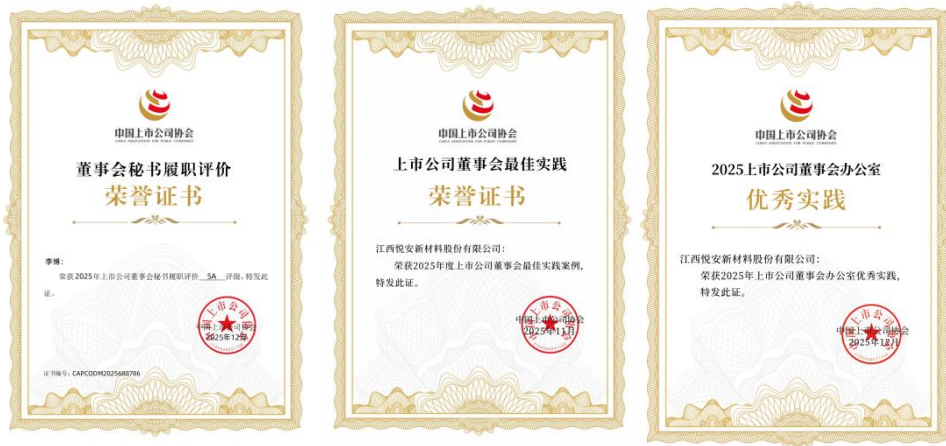 中国上市公司协会
CHINA ASSOCIATION FOR PUBLIC COMPANIES
董事会秘书履职评价
荣誉证书
李博：
荣获2025年上市公司董事会秘书履职评价 5A 评级，特发此
证。
中国上市公司协会
2025年12月
证书编号：CAPCODM2025688786
中国上市公司协会
CHINA ASSOCIATION FOR PUBLIC COMPANIES
上市公司董事会最佳实践
荣誉证书
江西悦安新材料股份有限公司：
荣获2025年度上市公司董事会最佳实践案例，
特发此证。
中国上市公司协会
2025年11月
中国上市公司协会
CHINA ASSOCIATION FOR PUBLIC COMPANIES
2025上市公司董事会办公室
优秀实践
江西悦安新材料股份有限公司：
荣获2025年上市公司董事会办公室优秀实践，
特发此证。
中国上市公司协会
2025年12月